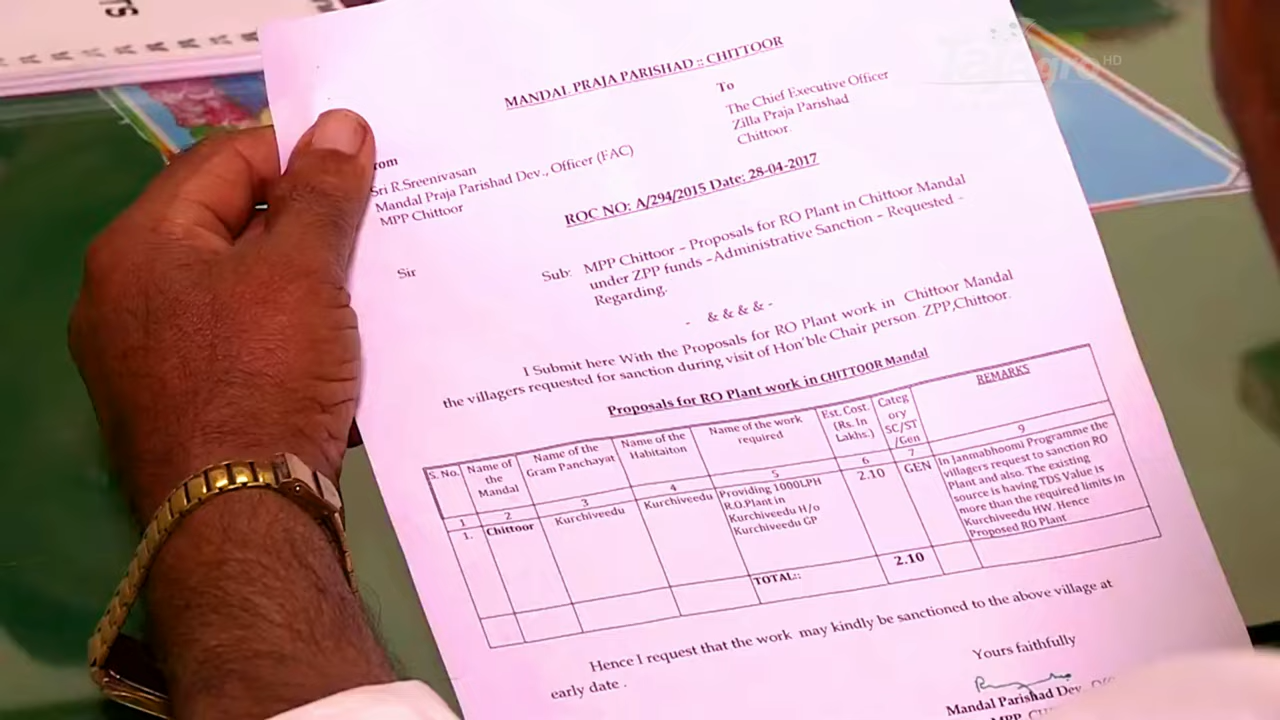 TS
Agro HD
MANDAL PRAJA PARISHAD :: CHITTOOR
To
The Chief Executive Officer
Zilla Praja Parishad
Chittoor.
rom
Sri R.Sreenivasan
Mandal Praja Parishad Dev., Officer (FAC)
MPP Chittoor
ROC NO: A/294/2015 Date; 28-04-2017
Sir
Sub: MPP Chittoor – Proposals for RO Plant in Chittoor Mandal
under ZPP funds –Administrative Sanction – Requested –
Regarding.
- & & & & -
I Submit here With the Proposals for RO Plant work in Chittoor Mandal
the villagers requested for sanction during visit of Hon'ble Chair person. ZPP,Chittoor.
Proposals for RO Plant work in CHITTOOR Mandal
S. No. Name of the Mandal Name of the Gram Panchayat Name of the Habitaiton Name of the work required Est. Cost. (Rs. In Lakhs.) Categ ory SC/ST /Gen REMARKS
1 2 3 4 5 6 7 9
1. Chittoor Kurchiveedu Kurchiveedu Providing 1000LPH 2.10 GEN In Janmabhoomi Programme the
R.O.Plant in villagers request to sanction RO
Kurchiveedu H/o Plant and also. The existing
Kurchiveedu GP source is having TDS Value is
more than the required limits in
Kurchiveedu HW. Hence
Proposed RO Plant
TOTAL:: 2.10
Hence I request that the work may kindly be sanctioned to the above village at
early date .
Yours faithfully
Mandal Parishad Dev.
MPP,